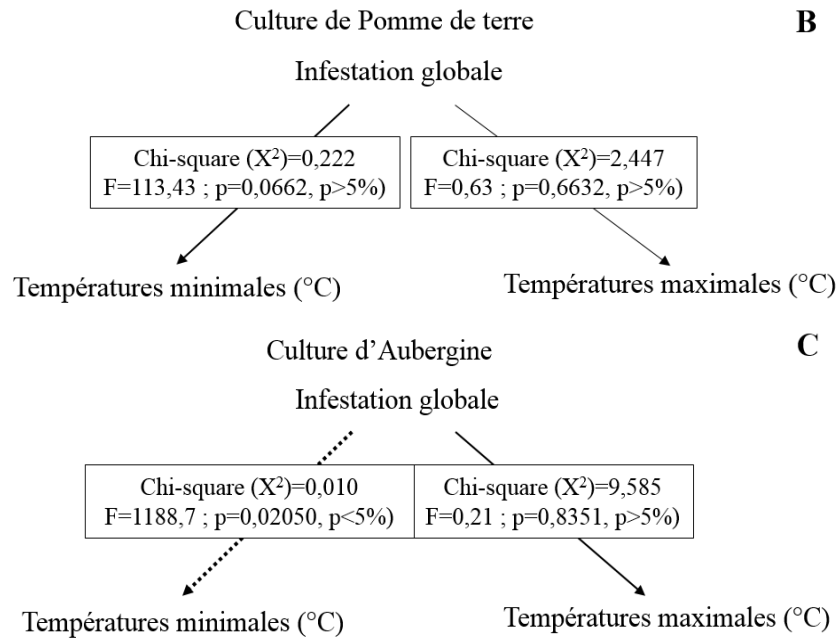 Culture de Pomme de terre
B
Infestation globale
Chi-square (X²)=0,222
F=113,43 ; p=0,0662, p>5%)
Chi-square (X²)=2,447
F=0,63 ; p=0,6632, p>5%)
Températures minimales (°C)
Températures maximales (°C)
Culture d’Aubergine
C
Infestation globale
Chi-square (X²)=0,010
F=1188,7 ; p=0,02050, p<5%)
Chi-square (X²)=9,585
F=0,21 ; p=0,8351, p>5%)
Températures minimales (°C)
Températures maximales (°C)